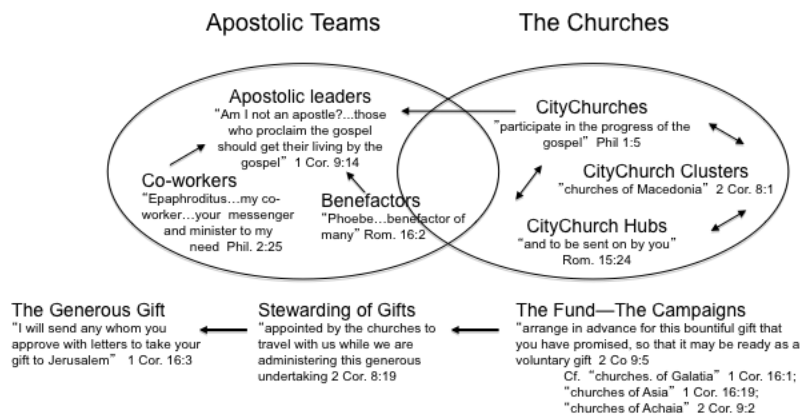 Apostolic Teams
The Churches
Apostolic leaders
“Am I not an apostle?...those
who proclaim the gospel
should get their living by the
gospel” 1 Cor. 9:14
Co-workers
“Epaphroditus…my co-
worker…your messenger
and minister to my
need Phil. 2:25
Benefactors
“Phoebe…benefactor of
many” Rom. 16:2
CityChurches
“participate in the progress of the
gospel” Phil 1:5
CityChurch Clusters
“churches of Macedonia” 2 Cor. 8:1
CityChurch Hubs
“and to be sent on by you”
Rom. 15:24
The Generous Gift
“I will send any whom you
approve with letters to take your
gift to Jerusalem” 1 Cor. 16:3
Stewarding of Gifts
“appointed by the churches to
travel with us while we are
administering this generous
undertaking 2 Cor. 8:19
The Fund—The Campaigns
“arrange in advance for this bountiful gift that
you have promised, so that it may be ready as a
voluntary gift 2 Co 9:5
Cf. “churches. of Galatia” 1 Cor. 16:1;
“churches of Asia” 1 Cor. 16:19;
“churches of Achaia” 2 Cor. 9:2